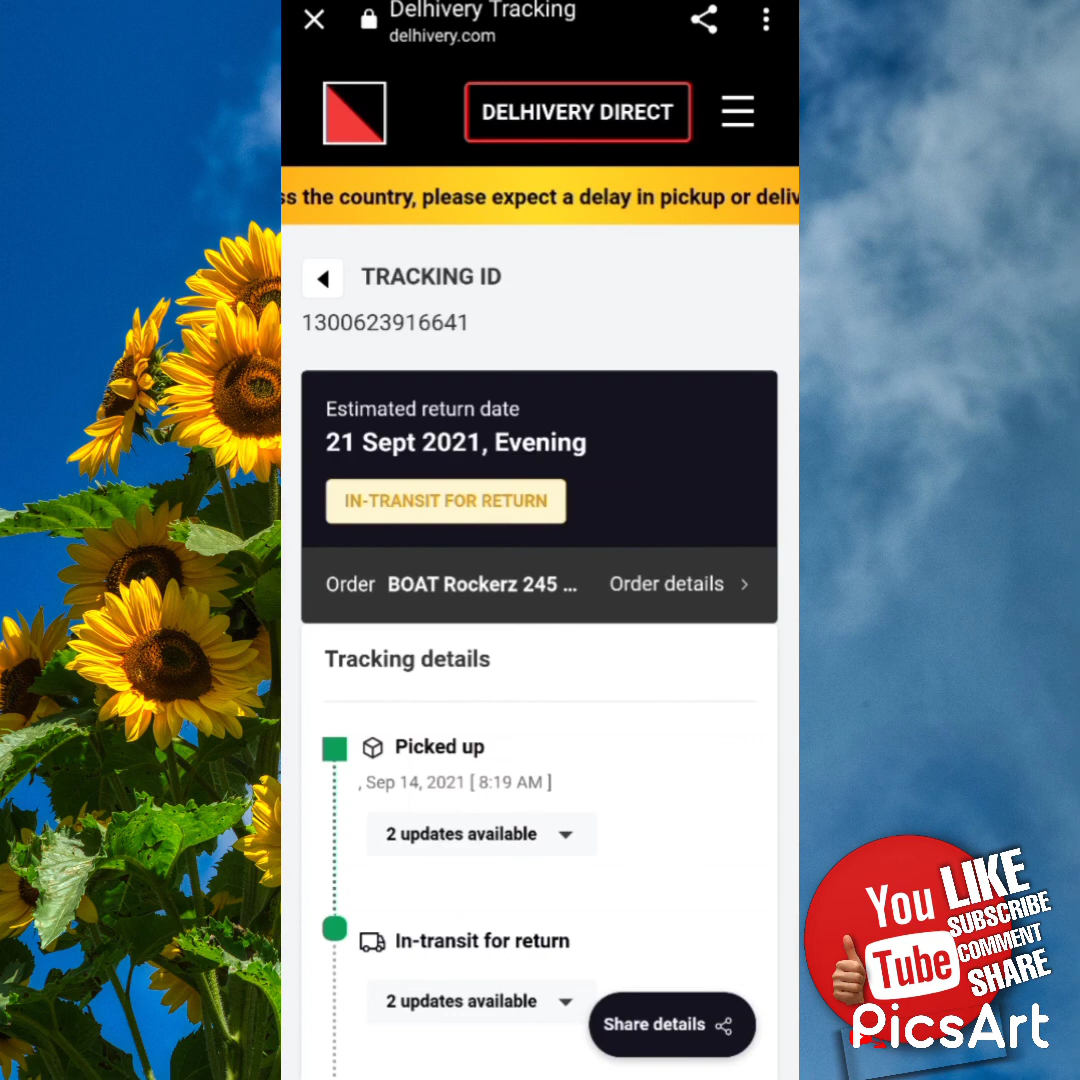 Delhivery Tracking
delhivery.com
DELHIVERY DIRECT
ss the country, please expect a delay in pickup or deliv
TRACKING ID
1300623916641
Estimated return date
21 Sept 2021, Evening
IN-TRANSIT FOR RETURN
Order BOAT Rockerz 245 ... Order details >
Tracking details
Picked up
, Sep 14, 2021 [ 8:19 AM ]
2 updates available
In-transit for return
2 updates available
Share details
You
Tube
LIKE
SUBSCRIBE
COMMENT
SHARE
PicsArt